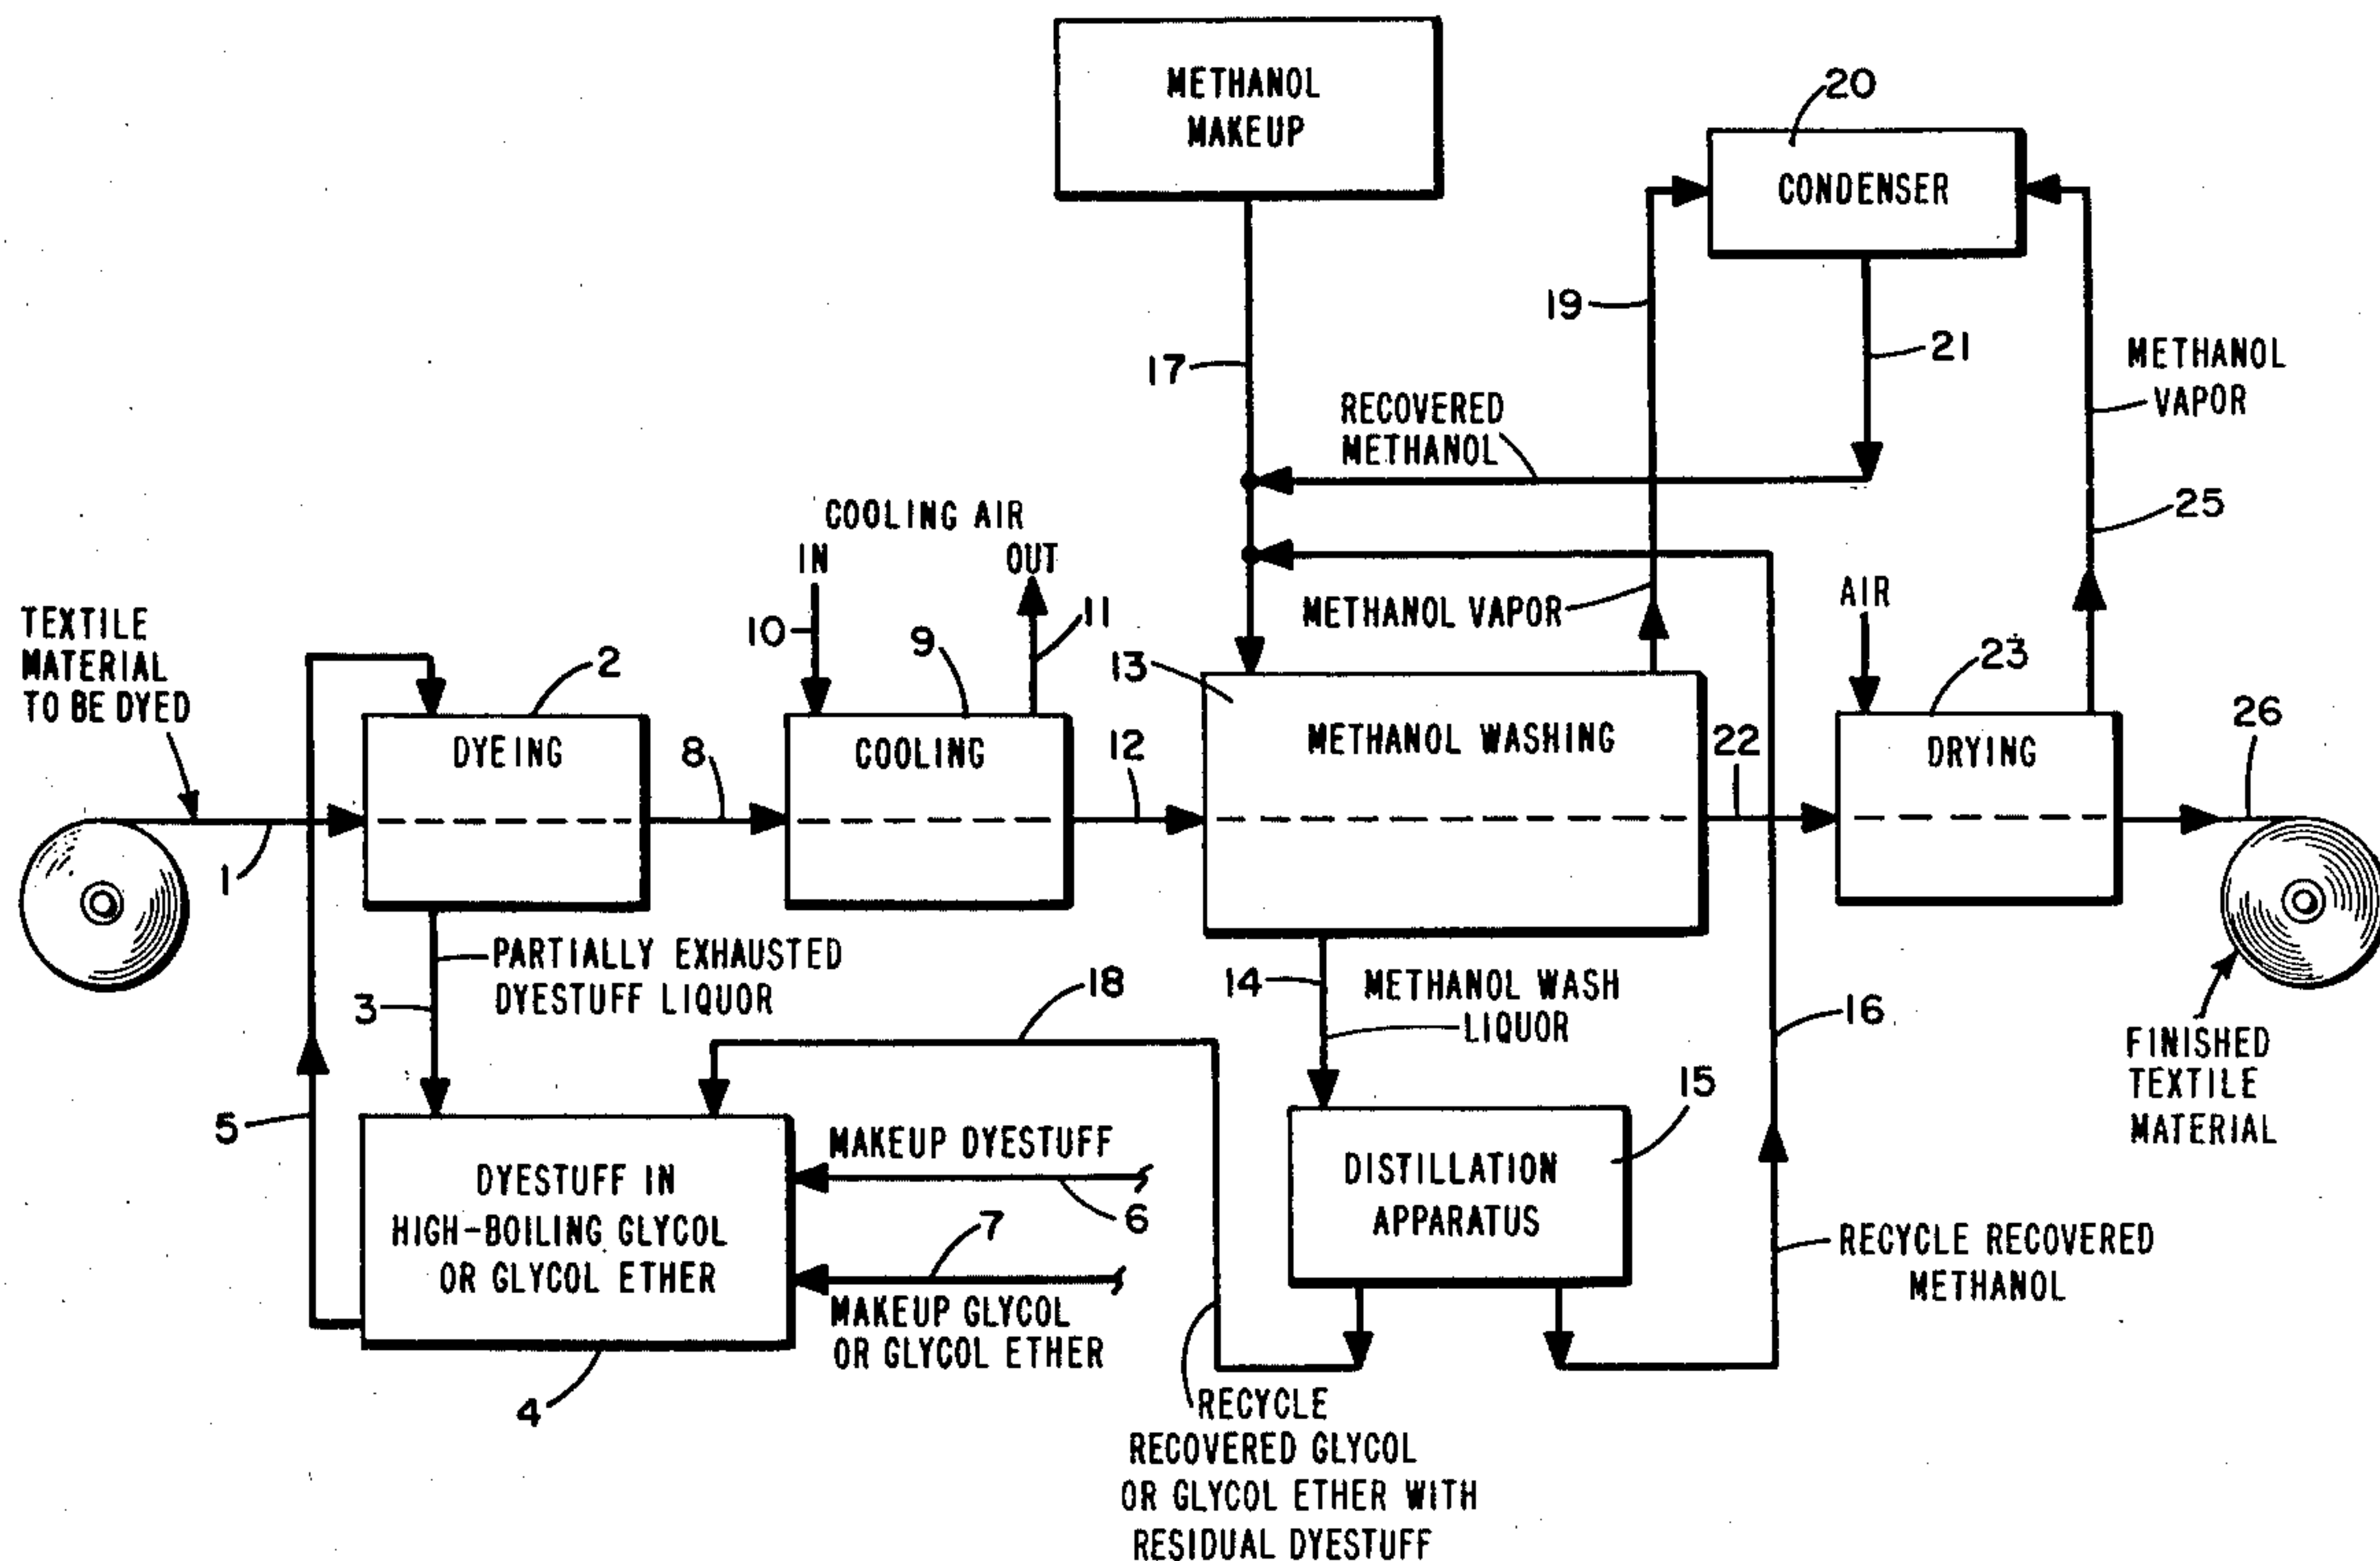 METHANOL
MAKEUP
20
CONDENSER
19
21
17
METHANOL
VAPOR
RECOVERED
METHANOL
25
COOLING AIR
IN
OUT
10
11
9
METHANOL VAPOR
AIR
TEXTILE
MATERIAL
TO BE DYED
2
13
23
26
DYEING
8
COOLING
12
METHANOL WASHING
22
DRYING
1
3
PARTIALLY EXHAUSTED
DYESTUFF LIQUOR
18
14
METHANOL WASH
LIQUOR
16
FINISHED
TEXTILE
MATERIAL
5
15
DYESTUFF IN
HIGH-BOILING GLYCOL
OR GLYCOL ETHER
MAKEUP DYESTUFF
6
7
MAKEUP GLYCOL
OR GLYCOL ETHER
DISTILLATION
APPARATUS
RECYCLE RECOVERED
METHANOL
4
RECYCLE
RECOVERED GLYCOL
OR GLYCOL ETHER WITH
RESIDUAL DYESTUFF